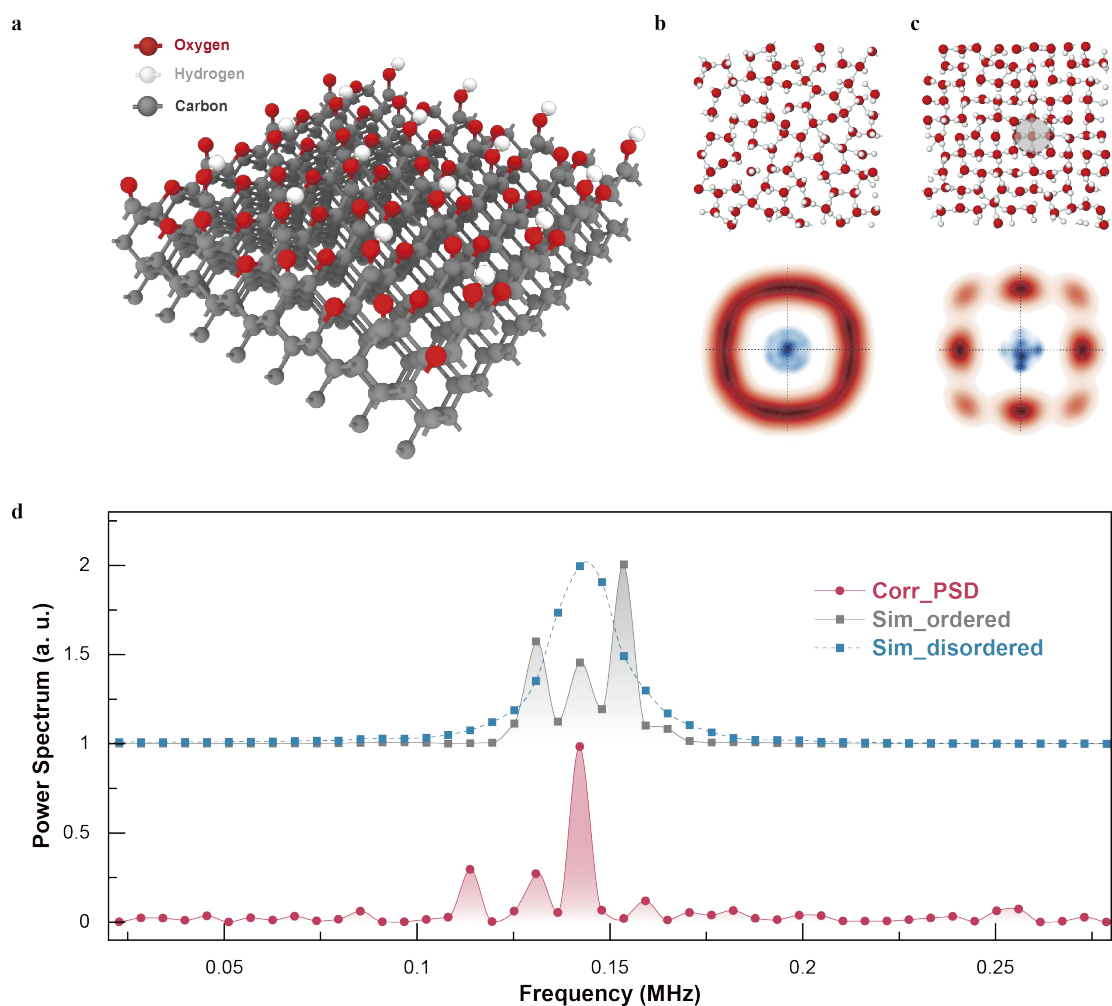 a
Oxygen
Hydrogen
Carbon
b
c
d
Power Spectrum (a. u.)
2
1.5
1
0.5
0
Corr_PSD
Sim_ordered
Sim_disordered
0.05
0.1
0.15
0.2
0.25
Frequency (MHz)